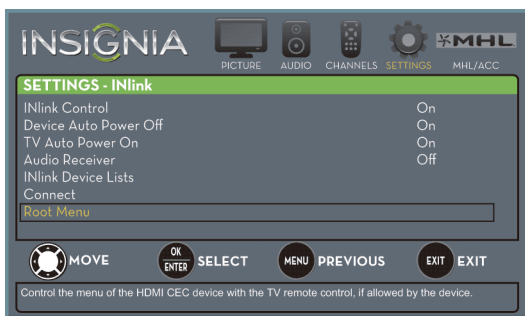 INSIGNIA
PICTURE AUDIO CHANNELS SETTINGS MHL MHL/ACC
SETTINGS - INlink
INlink Control On
Device Auto Power Off On
TV Auto Power On On
Audio Receiver Off
INlink Device Lists
Connect
Root Menu
MOVE OK ENTER SELECT MENU PREVIOUS EXIT EXIT
Control the menu of the HDMI CEC device with the TV remote control, if allowed by the device.